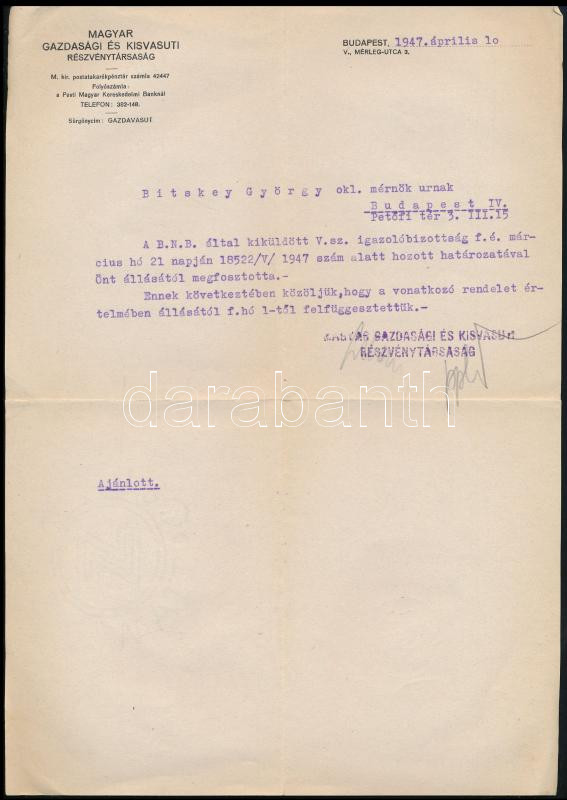 MAGYAR
GAZDASÁGI ÉS KISVASUTI
RÉSZVÉNYTÁRSASÁG
M. kir. postatakarékpénztár számla 42447
Folyószámla:
a Pesti Magyar Kereskedelmi Banknál
TELEFON: 382-148.
Sürgönycim: GAZDAVASUT
BUDAPEST, 1947.április 1o
V., MÉRLEG-UTCA 3.
Bitskey György okl. mérnök urnak
Budapest IV.
Petőfi tér 3. III.15
A B.N.B. által kiküldött V.sz. igazolóbizottság f.é. már-
cius hó 21 napján 18522/V/ 1947 szám alatt hozott határozatával
Önt állásától megfosztotta.-
Ennek következtében közöljük,hogy a vonatkozó rendelet ér-
telmében állásától f.hó 1-től felfüggesztettük.-
MAGYAR GAZDASÁGI ÉS KISVASUTI
RÉSZVÉNYTÁRSASÁG
darabanth
Ajánlott.